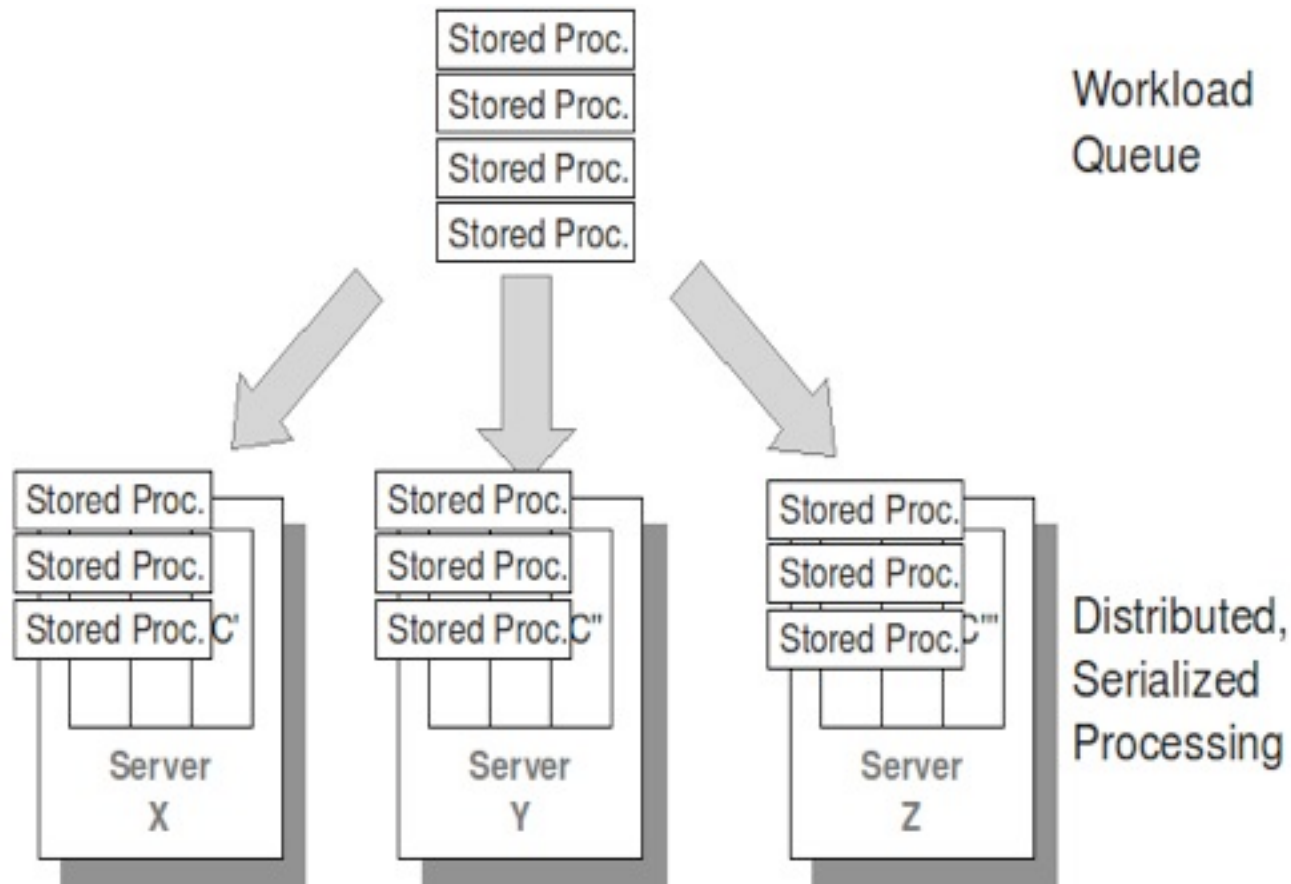 Stored Proc.
Stored Proc.
Stored Proc.
Stored Proc.
Workload
Queue
Stored Proc.
Stored Proc.
Stored Proc. C'
Server
X
Stored Proc.
Stored Proc.
Stored Proc. C''
Server
Y
Stored Proc.
Stored Proc.
Stored Proc. C'''
Server
Z
Distributed,
Serialized
Processing